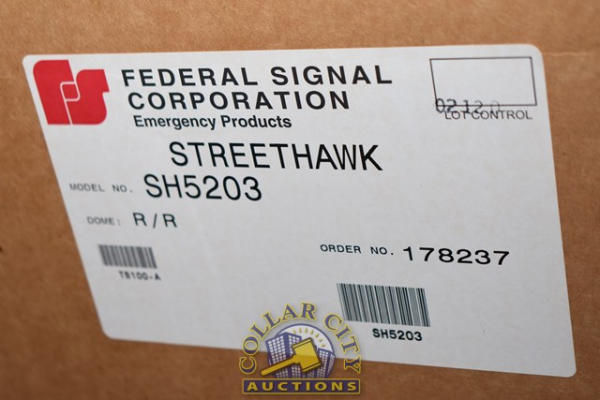 FEDERAL SIGNAL
CORPORATION
Emergency Products
LOT CONTROL
STREETHAWK
MODEL NO. SH5203
DOME: R/R
ORDER NO. 178237
T8100-A
SH5203
COLLAR CITY
AUCTIONS